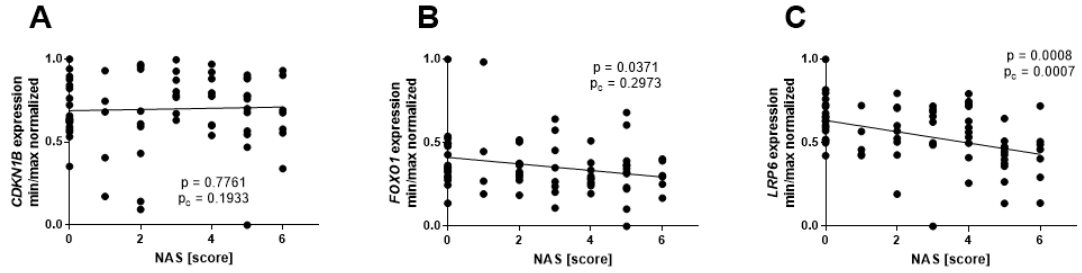 A
CDKN1B expression
min/max normalized
1.0
0.5
0.0
p = 0.7761
pc = 0.1933
0 2 4 6
NAS [score]
B
FOXO1 expression
min/max normalized
1.0
0.5
0.0
p = 0.0371
pc = 0.2973
0 2 4 6
NAS [score]
C
LRP6 expression
min/max normalized
1.0
0.5
0.0
p = 0.0008
pc = 0.0007
0 2 4 6
NAS [score]